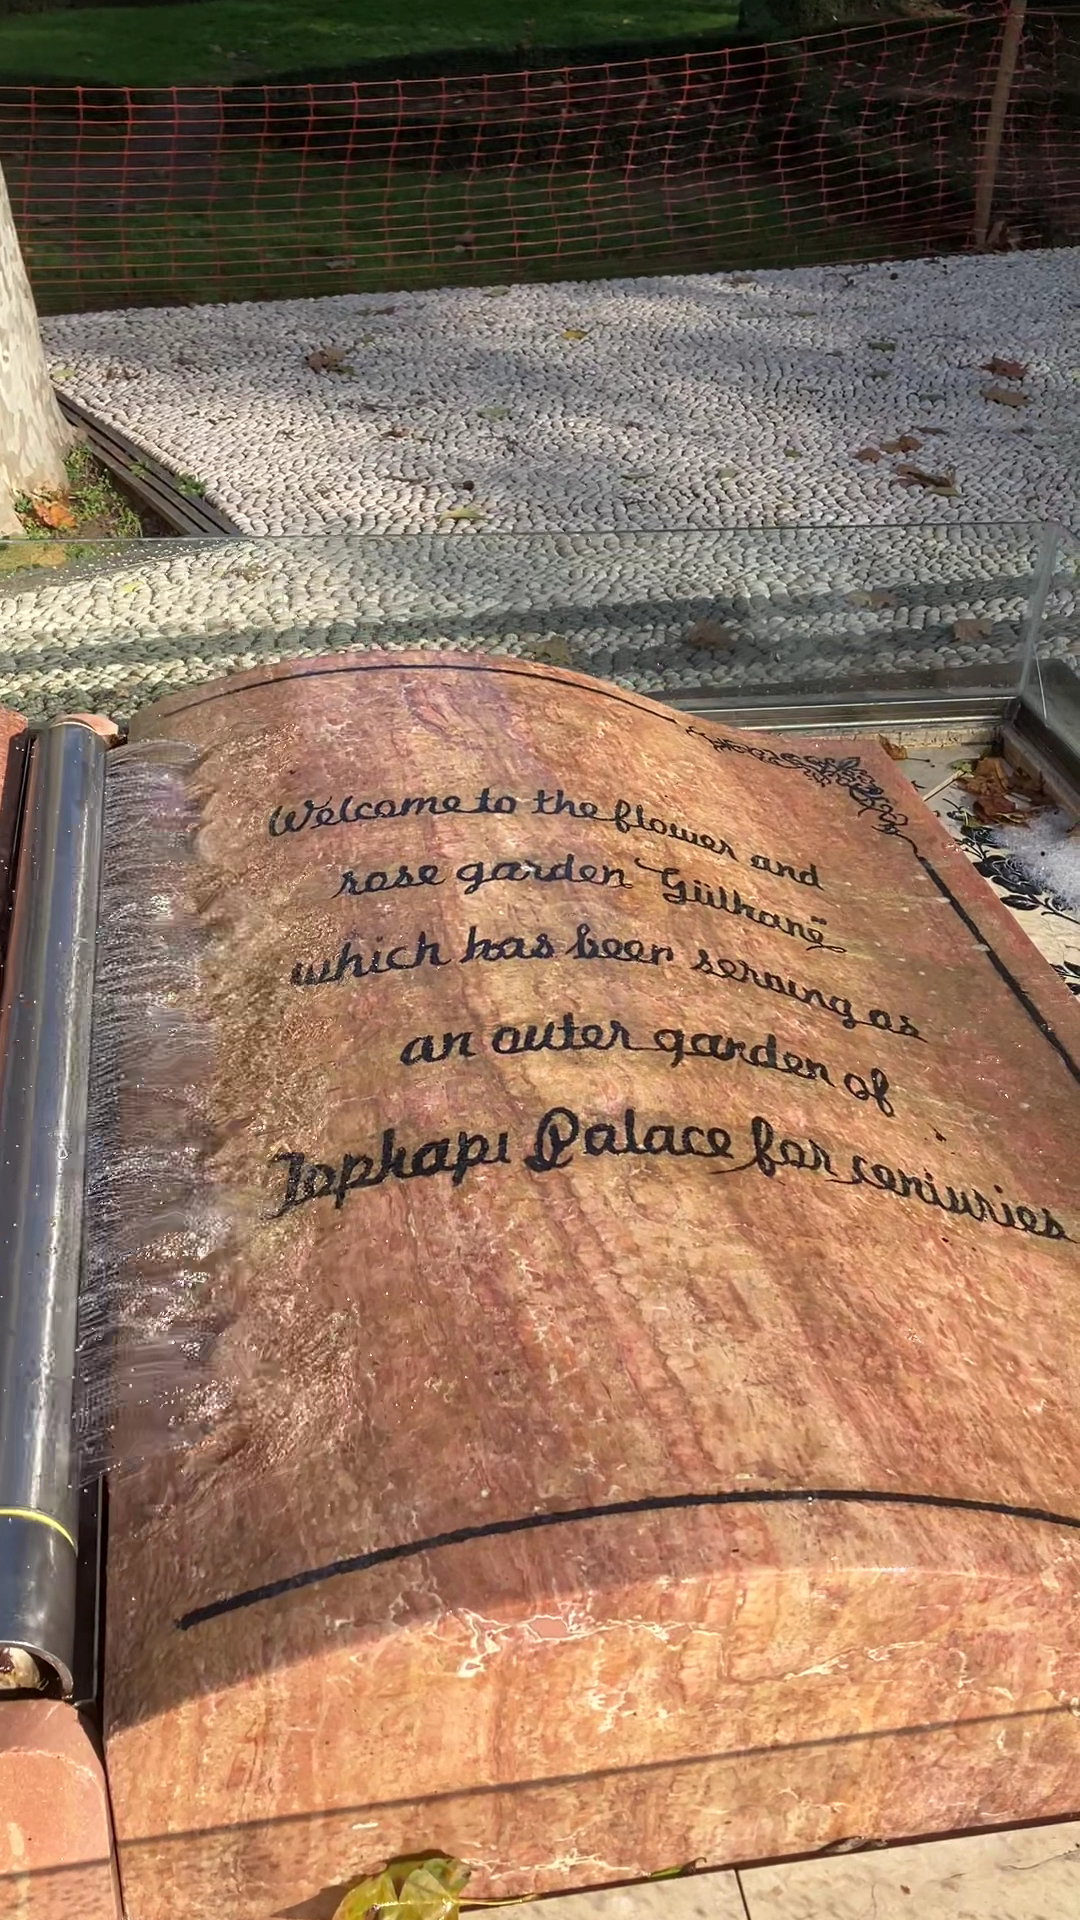 Welcome to the flower and
rose garden "Gülhane"
which has been serving as
an outer garden of
Topkapı Palace for centuries